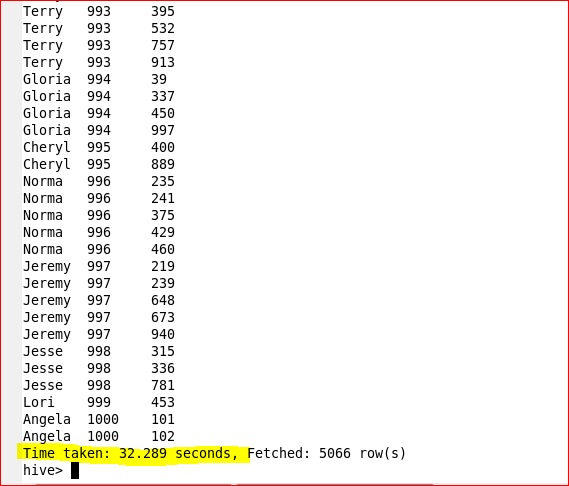 Terry 993 395
Terry 993 532
Terry 993 757
Terry 993 913
Gloria 994 39
Gloria 994 337
Gloria 994 450
Gloria 994 997
Cheryl 995 400
Cheryl 995 889
Norma 996 235
Norma 996 241
Norma 996 375
Norma 996 429
Norma 996 460
Jeremy 997 219
Jeremy 997 239
Jeremy 997 648
Jeremy 997 673
Jeremy 997 940
Jesse 998 315
Jesse 998 336
Jesse 998 781
Lori 999 453
Angela 1000 101
Angela 1000 102
Time taken: 32.289 seconds, Fetched: 5066 row(s)
hive>